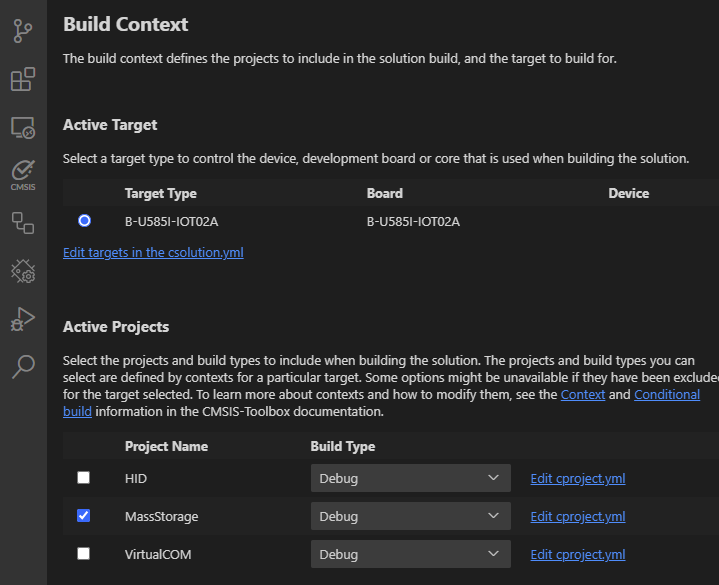 Build Context
The build context defines the projects to include in the solution build, and the target to build for.
Active Target
Select a target type to control the device, development board or core that is used when building the solution.
Target Type Board Device
B-U585I-IOT02A B-U585I-IOT02A
Edit targets in the csolution.yml
CMSIS
Active Projects
Select the projects and build types to include when building the solution. The projects and build types you can
select are defined by contexts for a particular target. Some options might be unavailable if they have been exclude
for the target selected. To learn more about contexts and how to modify them, see the Context and Conditional
build information in the CMSIS-Toolbox documentation.
Project Name Build Type
HID Debug Edit cproject.yml
MassStorage Debug Edit cproject.yml
VirtualCOM Debug Edit cproject.yml